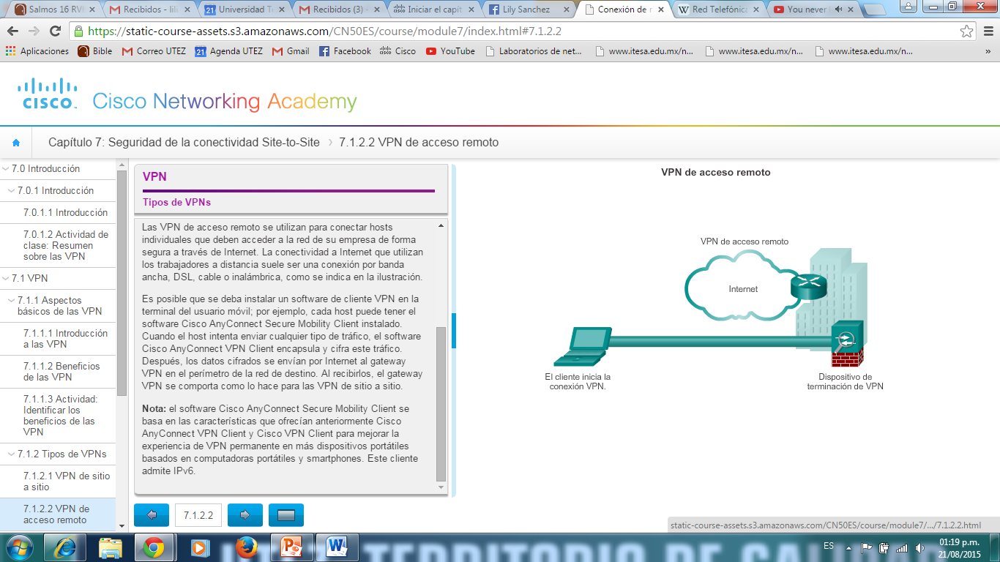 Salmos 16 RV
Recibidos - lili
Universidad T
Recibidos (3) -
Iniciar el capít
Lily Sanchez
Conexión de r
Red Telefónica
You never
https://static-course-assets.s3.amazonaws.com/CN50ES/course/module7/index.html#7.1.2.2
Aplicaciones Bible Correo UTEZ 21 Agenda UTEZ Gmail Facebook Cisco YouTube Laboratorios de net... www.itesa.edu.mx/n... www.itesa.edu.mx/n... www.itesa.edu.mx/n... »
CISCO Cisco Networking Academy
Capítulo 7: Seguridad de la conectividad Site-to-Site › 7.1.2.2 VPN de acceso remoto
7.0 Introducción
7.0.1 Introducción
7.0.1.1 Introducción
7.0.1.2 Actividad de
clase: Resumen
sobre las VPN
7.1 VPN
7.1.1 Aspectos
básicos de las VPN
7.1.1.1 Introducción
a las VPN
7.1.1.2 Beneficios
de las VPN
7.1.1.3 Actividad:
Identificar los
beneficios de las
VPN
7.1.2 Tipos de VPNs
7.1.2.1 VPN de sitio
a sitio
7.1.2.2 VPN de
acceso remoto
VPN
Tipos de VPNs
Las VPN de acceso remoto se utilizan para conectar hosts
individuales que deben acceder a la red de su empresa de forma
segura a través de Internet. La conectividad a Internet que utilizan
los trabajadores a distancia suele ser una conexión por banda
ancha, DSL, cable o inalámbrica, como se indica en la ilustración.
Es posible que se deba instalar un software de cliente VPN en la
terminal del usuario móvil; por ejemplo, cada host puede tener el
software Cisco AnyConnect Secure Mobility Client instalado.
Cuando el host intenta enviar cualquier tipo de tráfico, el software
Cisco AnyConnect VPN Client encapsula y cifra este tráfico.
Después, los datos cifrados se envían por Internet al gateway
VPN en el perímetro de la red de destino. Al recibirlos, el gateway
VPN se comporta como lo hace para las VPN de sitio a sitio.
Nota: el software Cisco AnyConnect Secure Mobility Client se
basa en las características que ofrecían anteriormente Cisco
AnyConnect VPN Client y Cisco VPN Client para mejorar la
experiencia de VPN permanente en más dispositivos portátiles
basados en computadoras portátiles y smartphones. Este cliente
admite IPv6.
7.1.2.2
VPN de acceso remoto
VPN de acceso remoto
Internet
El cliente inicia la
conexión VPN.
Dispositivo de
terminación de VPN
static-course-assets.s3.amazonaws.com/CN50ES/course/module7/.../7.1.2.2.html
ES
01:19 p.m.
21/08/2015